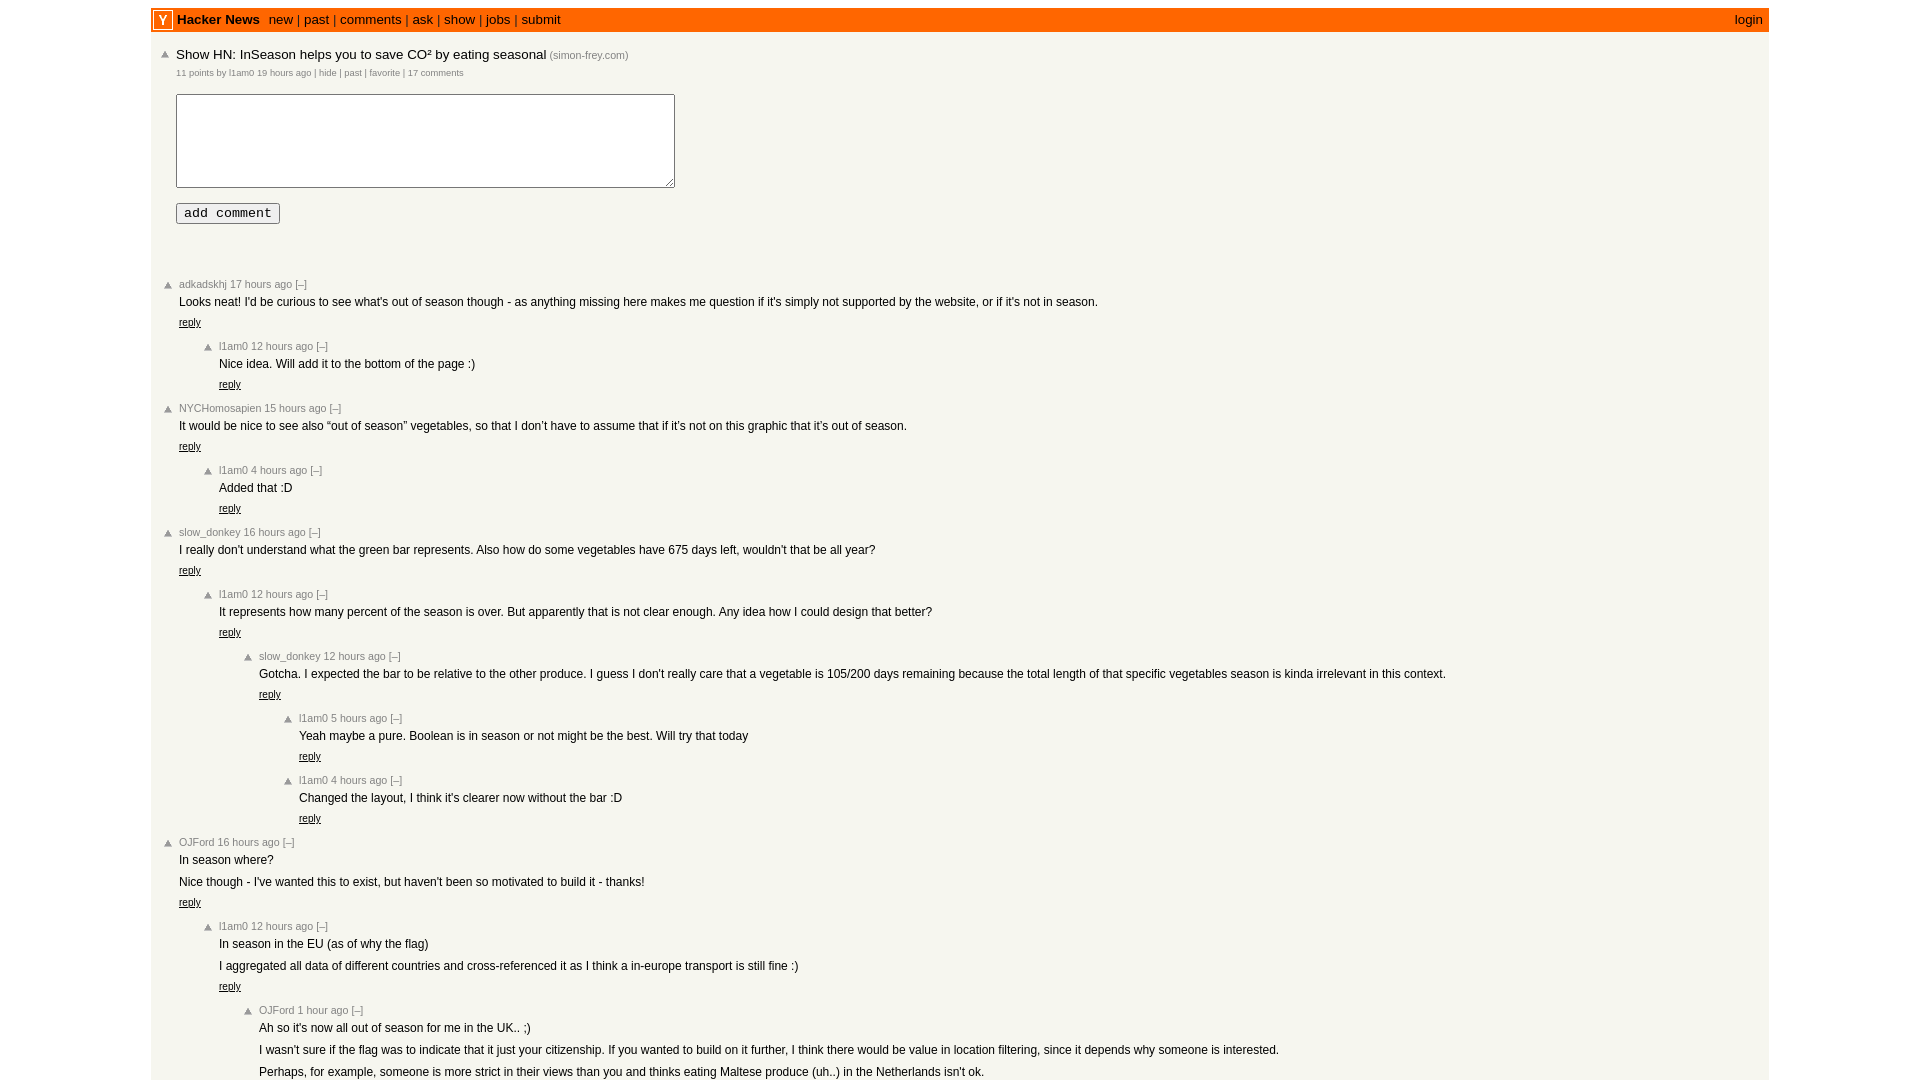 Y Hacker News new | past | comments | ask | show | jobs | submit login
Show HN: InSeason helps you to save CO² by eating seasonal (simon-frey.com)
11 points by l1am0 19 hours ago | hide | past | favorite | 17 comments
add comment
adkadskhj 17 hours ago [–]
Looks neat! I'd be curious to see what's out of season though - as anything missing here makes me question if it's simply not supported by the website, or if it's not in season.
reply
l1am0 12 hours ago [–]
Nice idea. Will add it to the bottom of the page :)
reply
NYCHomosapien 15 hours ago [–]
It would be nice to see also “out of season” vegetables, so that I don’t have to assume that if it’s not on this graphic that it’s out of season.
reply
l1am0 4 hours ago [–]
Added that :D
reply
slow_donkey 16 hours ago [–]
I really don't understand what the green bar represents. Also how do some vegetables have 675 days left, wouldn't that be all year?
reply
l1am0 12 hours ago [–]
It represents how many percent of the season is over. But apparently that is not clear enough. Any idea how I could design that better?
reply
slow_donkey 12 hours ago [–]
Gotcha. I expected the bar to be relative to the other produce. I guess I don't really care that a vegetable is 105/200 days remaining because the total length of that specific vegetables season is kinda irrelevant in this context.
reply
l1am0 5 hours ago [–]
Yeah maybe a pure. Boolean is in season or not might be the best. Will try that today
reply
l1am0 4 hours ago [–]
Changed the layout, I think it's clearer now without the bar :D
reply
OJFord 16 hours ago [–]
In season where?
Nice though - I've wanted this to exist, but haven't been so motivated to build it - thanks!
reply
l1am0 12 hours ago [–]
In season in the EU (as of why the flag)
I aggregated all data of different countries and cross-referenced it as I think a in-europe transport is still fine :)
reply
OJFord 1 hour ago [–]
Ah so it's now all out of season for me in the UK.. ;)
I wasn't sure if the flag was to indicate that it just your citizenship. If you wanted to build on it further, I think there would be value in location filtering, since it depends why someone is interested.
Perhaps, for example, someone is more strict in their views than you and thinks eating Maltese produce (uh..) in the Netherlands isn't ok.